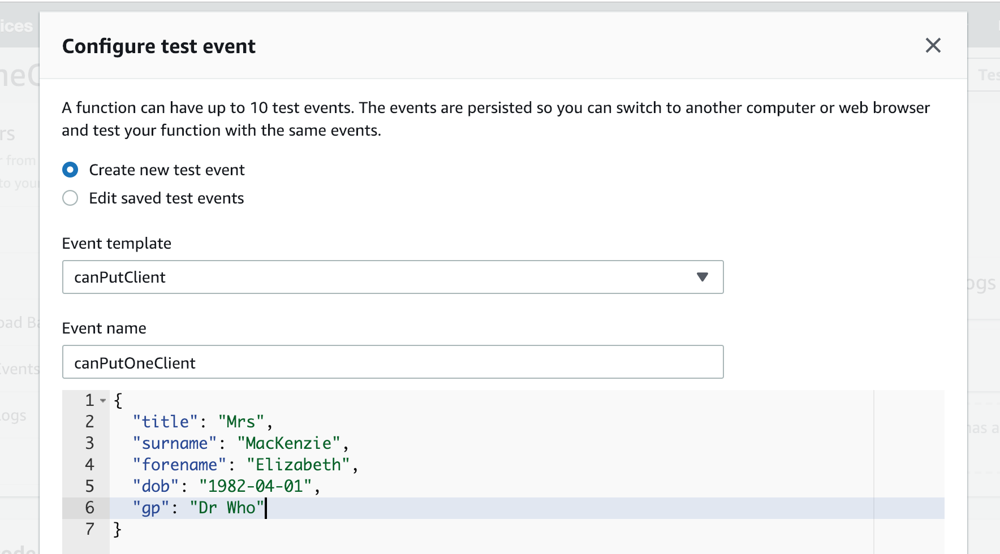 Configure test event
A function can have up to 10 test events. The events are persisted so you can switch to another computer or web browser
and test your function with the same events.
Create new test event
Edit saved test events
Event template
canPutClient
Event name
canPutOneClient
1 {
2 "title": "Mrs",
3 "surname": "MacKenzie",
4 "forename": "Elizabeth",
5 "dob": "1982-04-01",
6 "gp": "Dr Who"
7 }
from
to